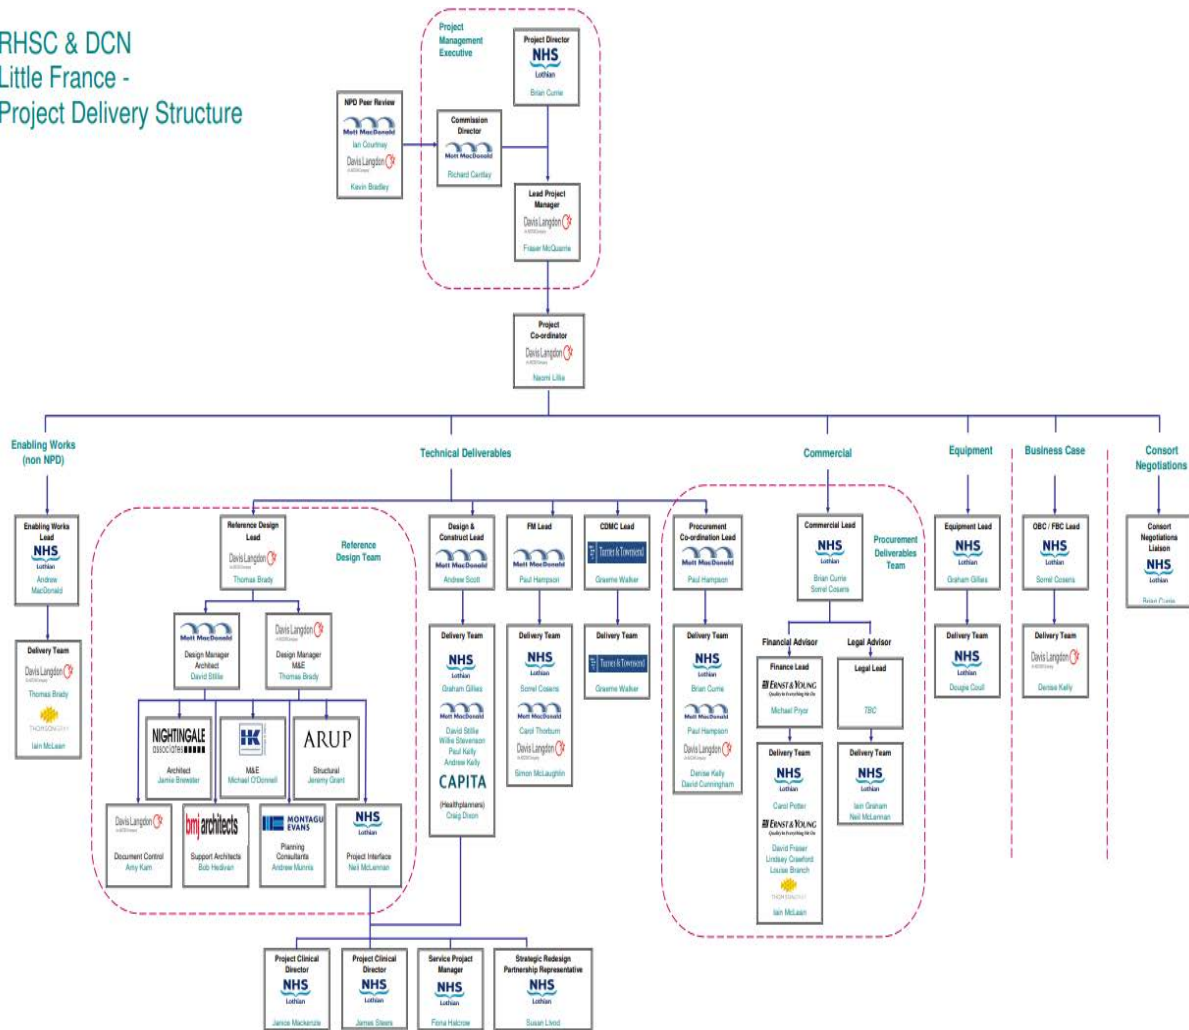 RHSC & DCN
Little France -
Project Delivery Structure
Project
Management
Executive
Project Director
NHS
Lothian
Brian Currie
NPD Peer Review
Mott MacDonald
Ian Courtney
Davis Langdon
Kevin Bradley
Commission
Director
Mott MacDonald
Richard Cantlay
Lead Project
Manager
Davis Langdon
Fraser McQuarrie
Project
Co-ordinator
Davis Langdon
Naomi Lillie
Enabling Works
(non NPD)
Technical Deliverables
Commercial
Equipment
Business Case
Consort
Negotiations
Enabling Works
Lead
NHS
Lothian
Andrew
MacDonald
Delivery Team
Davis Langdon
Thomas Brady
Iain McLean
Reference Design
Lead
Davis Langdon
Thomas Brady
Reference
Design Team
Mott MacDonald
Design Manager
Architect
David Stillie
Davis Langdon
Design Manager
M&E
Thomas Brady
NIGHTINGALE
associates
Architect
Jamie Brewster
HK
M&E
Michael O'Donnell
ARUP
Structural
Jeremy Grant
Davis Langdon
Document Control
Amy Kam
bmj architects
Support Architects
Bob Hedivan
MONTAGU
EVANS
Planning
Consultants
Andrew Munnis
NHS
Lothian
Project Interface
Neil McLennan
Design &
Construct Lead
Mott MacDonald
Andrew Scott
Delivery Team
NHS
Lothian
Graham Gillies
Mott MacDonald
David Stillie
Willie Stevenson
Paul Kelly
Andrew Kelly
CAPITA
(Healthplanners)
Craig Dixon
FM Lead
Mott MacDonald
Paul Hampson
Delivery Team
NHS
Lothian
Sorrel Cosens
Mott MacDonald
Carol Thorburn
Davis Langdon
Simon McLaughlin
CDMC Lead
Turner & Townsend
Graeme Walker
Delivery Team
Turner & Townsend
Graeme Walker
Procurement
Co-ordination Lead
Mott MacDonald
Paul Hampson
Delivery Team
NHS
Lothian
Brian Currie
Mott MacDonald
Paul Hampson
Davis Langdon
Denise Kelly
David Cunningham
Commercial Lead
NHS
Lothian
Brian Currie
Sorrel Cosens
Procurement
Deliverables
Team
Financial Advisor
Finance Lead
ERNST & YOUNG
Quality In Everything We Do
Michael Pryor
Delivery Team
NHS
Lothian
Carol Potter
ERNST & YOUNG
Quality In Everything We Do
David Fraser
Lindsey Crawford
Louise Branch
Iain McLean
Legal Advisor
Legal Lead
TBC
Delivery Team
NHS
Lothian
Iain Graham
Neil McLennan
Equipment Lead
NHS
Lothian
Graham Gillies
Delivery Team
NHS
Lothian
Dougie Coull
OBC / FBC Lead
NHS
Lothian
Sorrel Cosens
Delivery Team
Davis Langdon
Denise Kelly
Consort
Negotiations
Liaison
NHS
Lothian
Brian Currie
Project Clinical
Director
NHS
Lothian
Janice Mackenzie
Project Clinical
Director
NHS
Lothian
James Steers
Service Project
Manager
NHS
Lothian
Fiona Halcrow
Strategic Redesign
Partnership Representative
NHS
Lothian
Susan